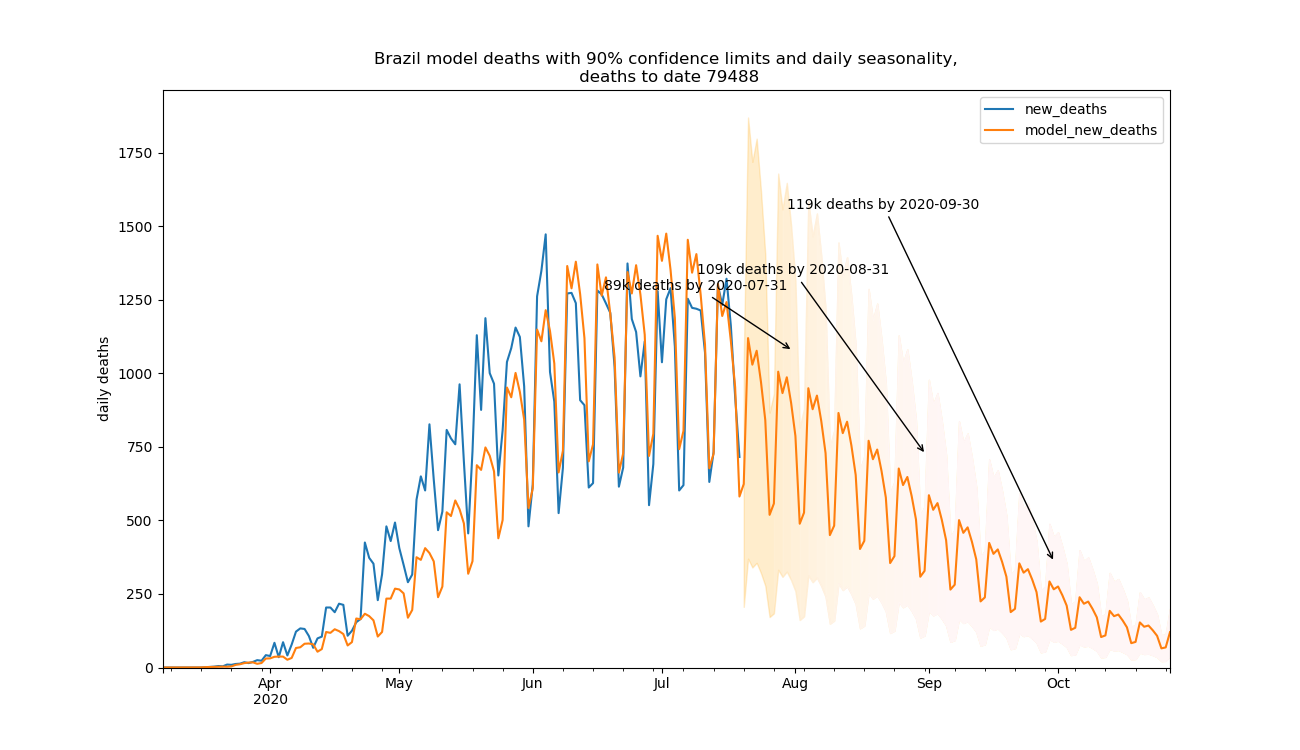 Brazil model deaths with 90% confidence limits and daily seasonality,
deaths to date 79488
new_deaths
model_new_deaths
1750
1500
1250
1000
750
500
250
0
daily deaths
119k deaths by 2020-09-30
109k deaths by 2020-08-31
89k deaths by 2020-07-31
Apr
2020
May
Jun
Jul
Aug
Sep
Oct